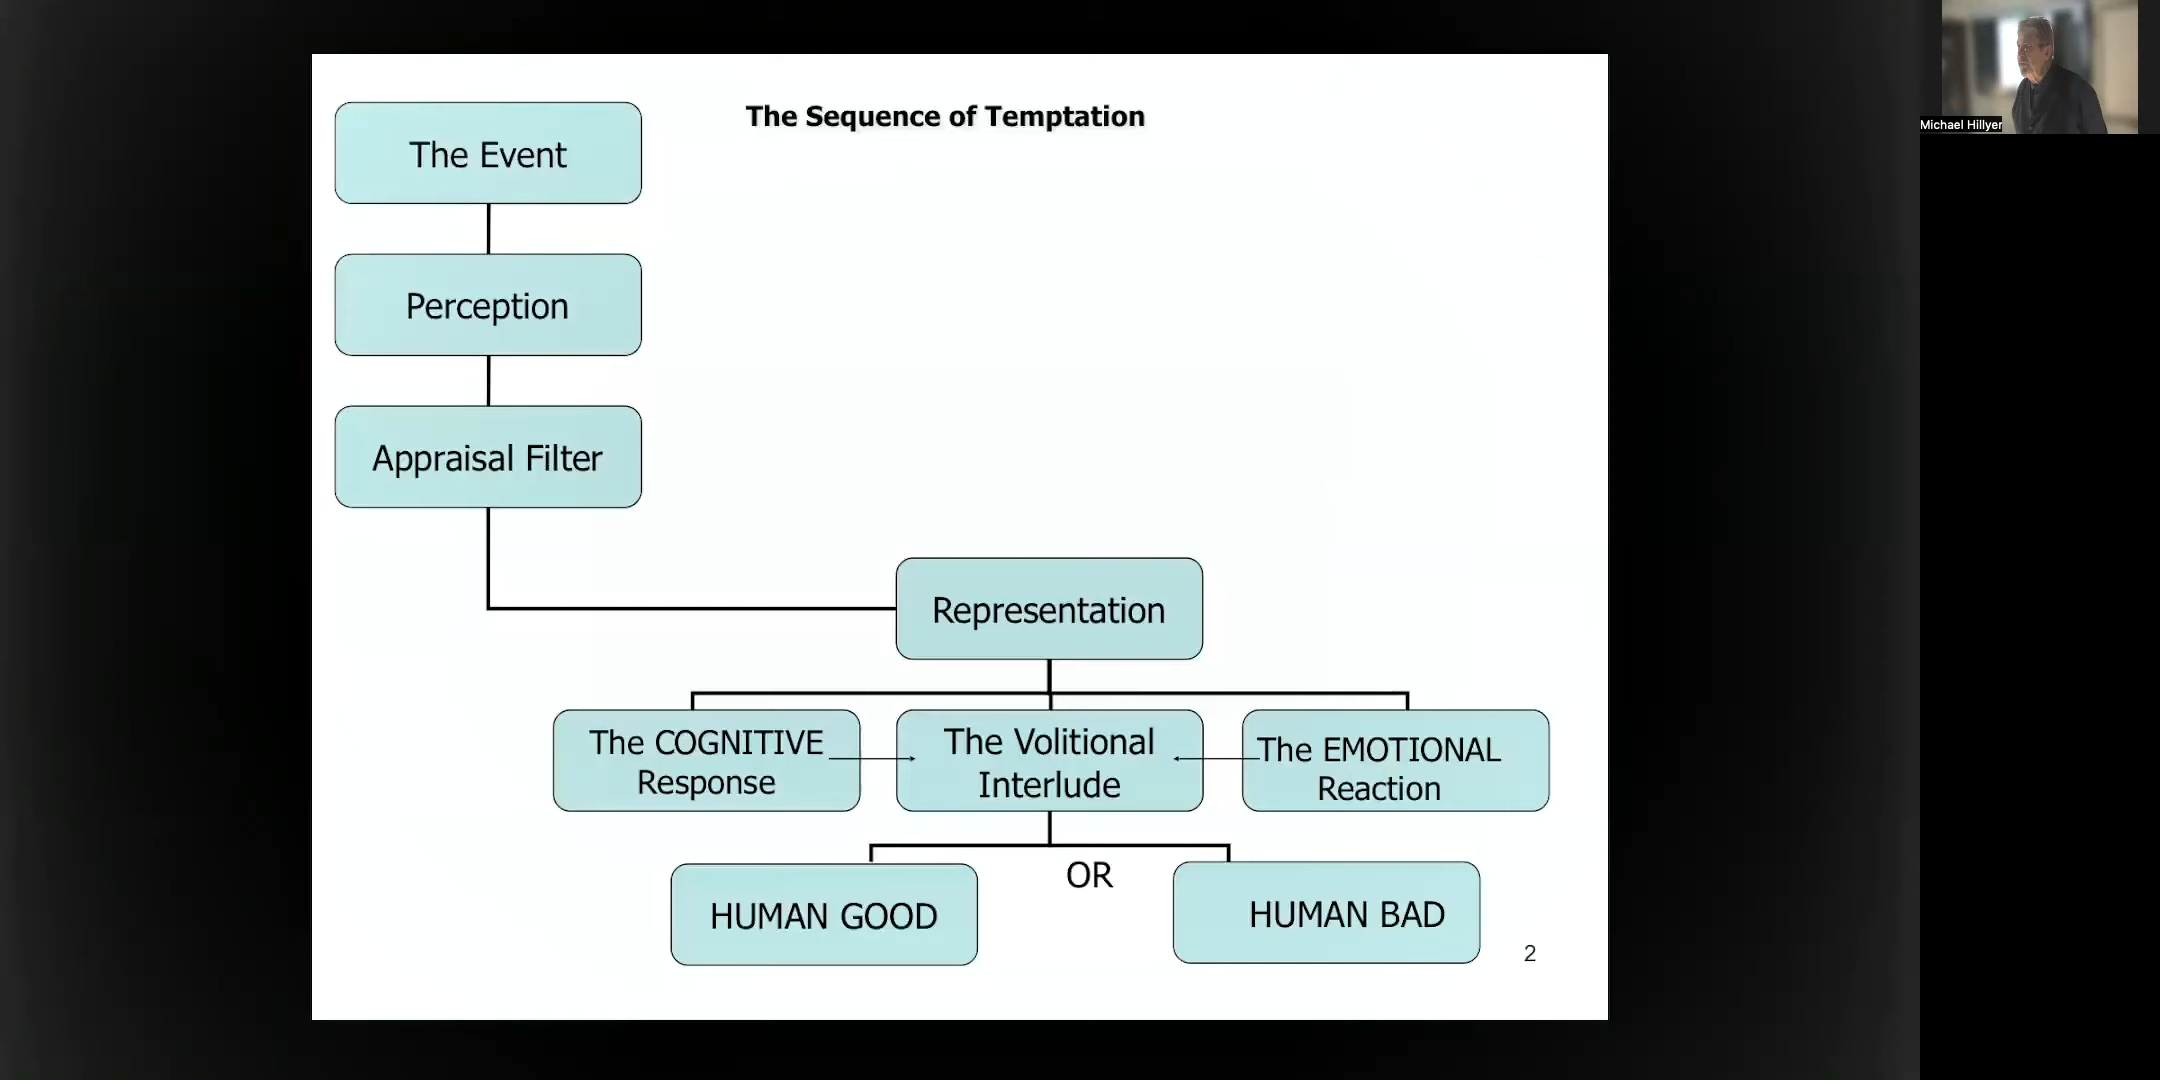 The Sequence of Temptation
The Event
Perception
Appraisal Filter
Representation
The COGNITIVE
Response
The Volitional
Interlude
The EMOTIONAL
Reaction
OR
HUMAN GOOD
HUMAN BAD
2
Michael Hillyer